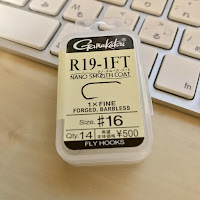 Gamakatsu
R19-1FT
NANO SMOOTH COAT
1×FINE
FORGED, BARBLESS
SIZE. #16
Qty. 14
¥500
FLY HOOKS